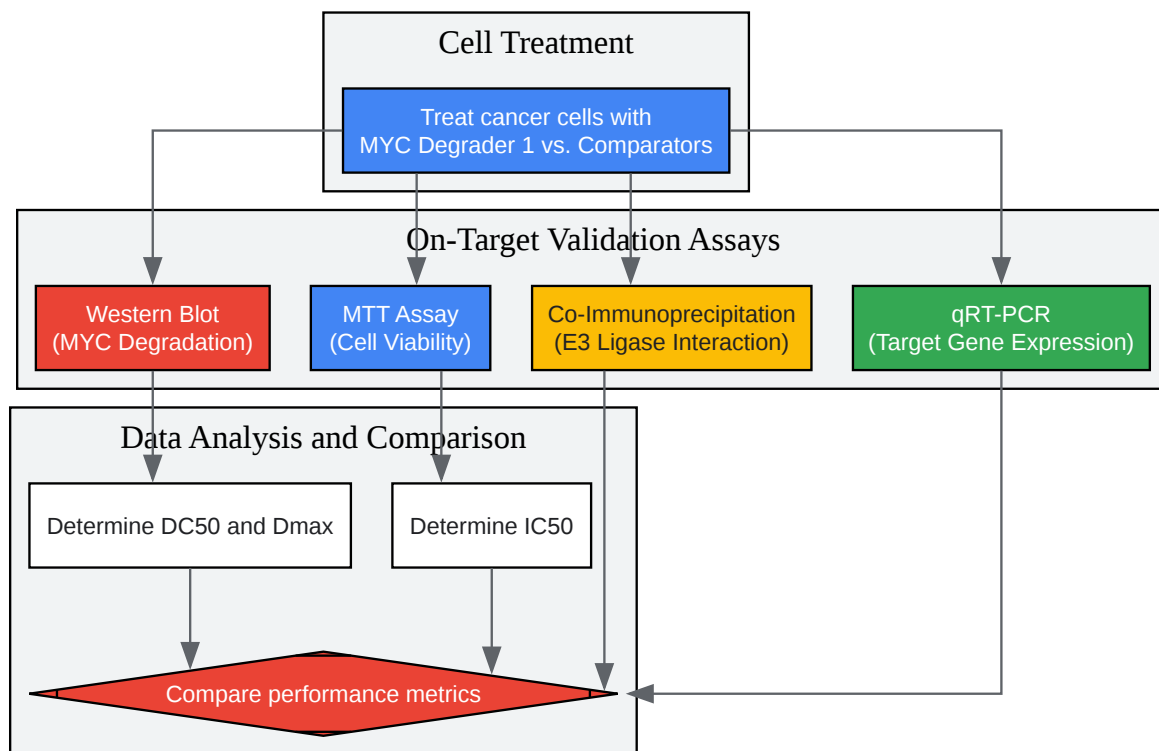 Cell Treatment
Treat cancer cells with
MYC Degrader 1 vs. Comparators
On-Target Validation Assays
Western Blot
(MYC Degradation)
MTT Assay
(Cell Viability)
Co-Immunoprecipitation
(E3 Ligase Interaction)
qRT-PCR
(Target Gene Expression)
Data Analysis and Comparison
Determine DC50 and Dmax
Determine IC50
Compare performance metrics